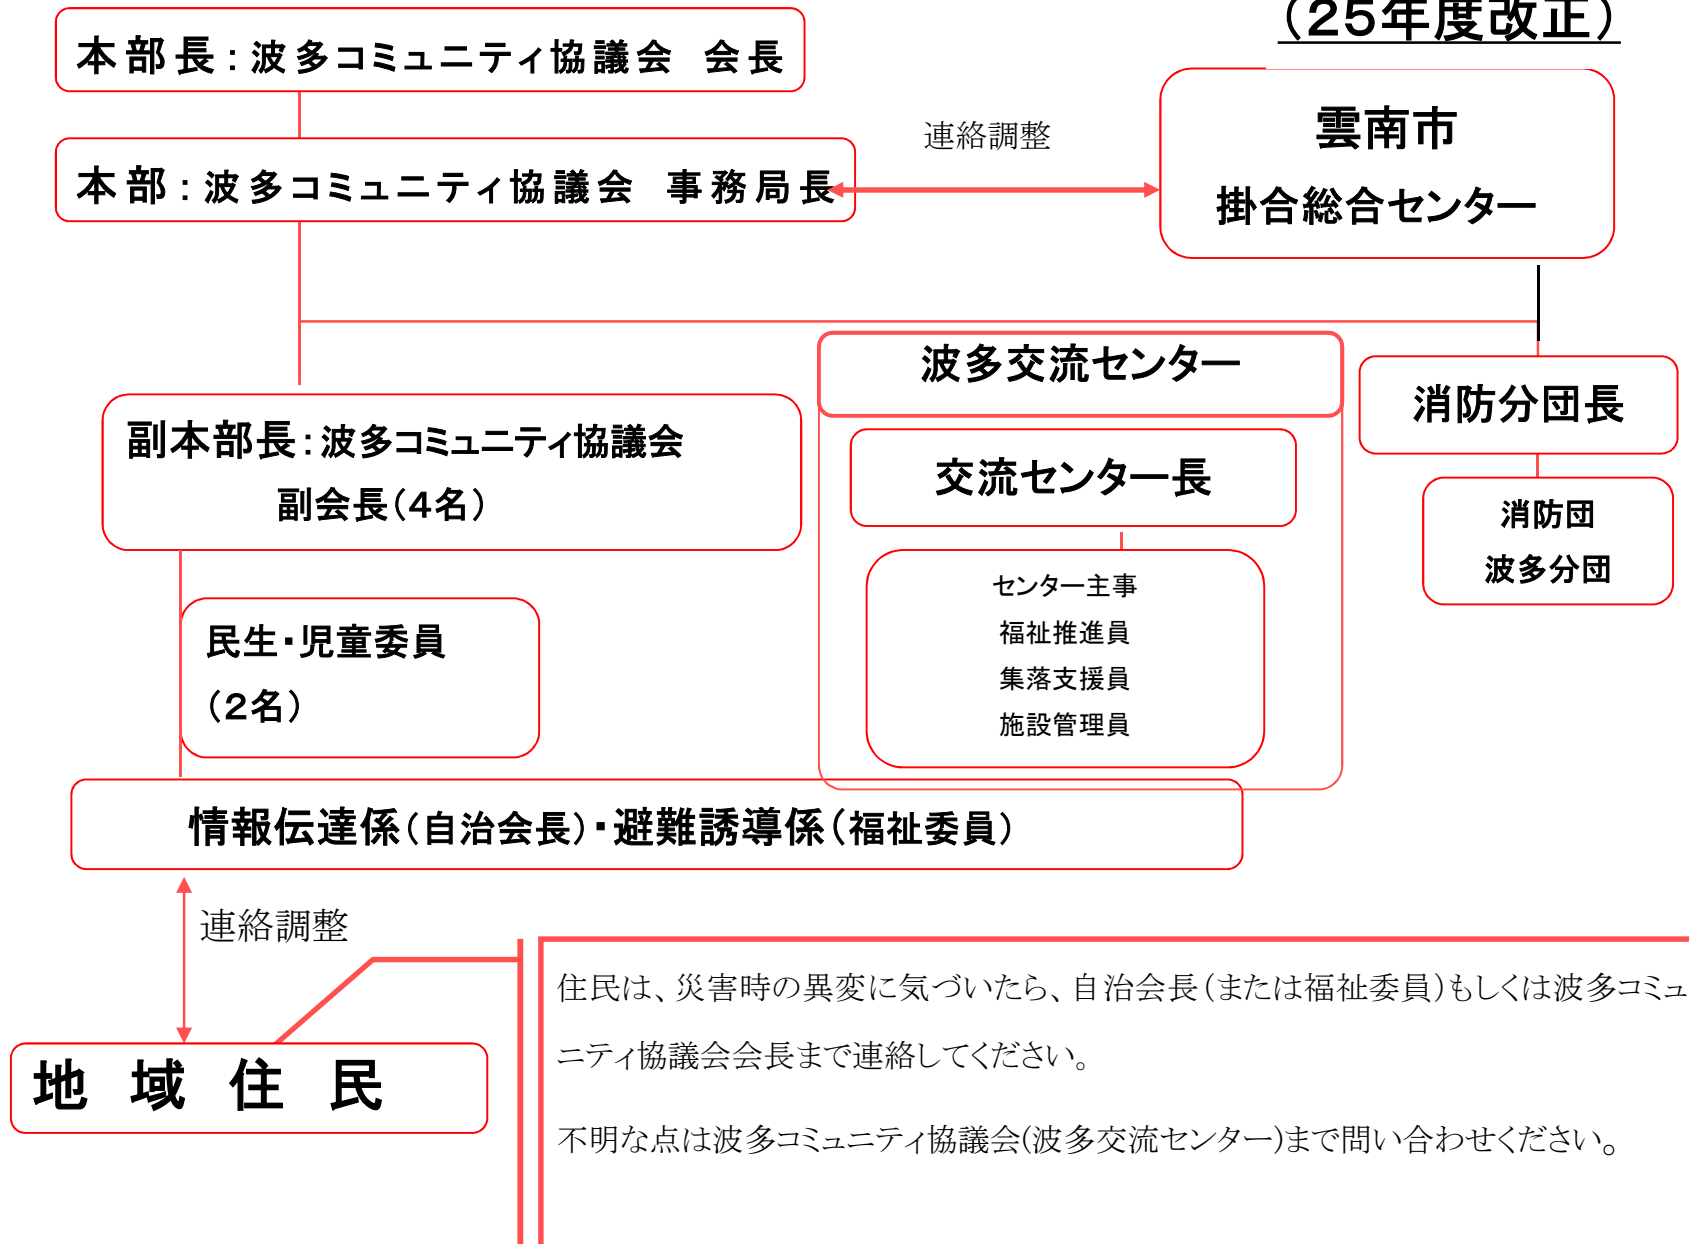 （25年度改正）
本部長：波多コミュニティ協議会　会長
連絡調整
本部：波多コミュニティ協議会　事務局長
雲南市
掛合総合センター
波多交流センター
消防分団長
副本部長：波多コミュニティ協議会
副会長（4名）
交流センター長
消防団
波多分団
センター主事
福祉推進員
集落支援員
施設管理員
民生・児童委員
（2名）
情報伝達係（自治会長）・避難誘導係（福祉委員）
連絡調整
地　域　住　民
住民は、災害時の異変に気づいたら、自治会長（または福祉委員）もしくは波多コミュ
ニティ協議会会長まで連絡してください。
不明な点は波多コミュニティ協議会(波多交流センター)まで問い合わせください。